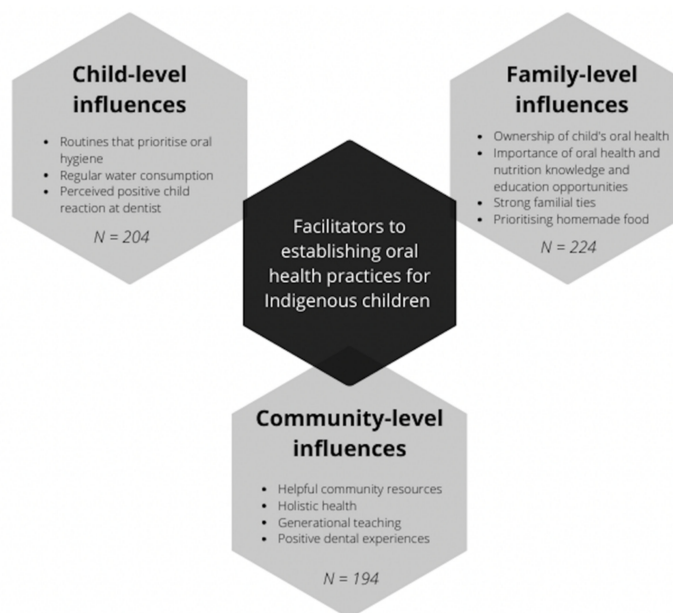 Child-level
influences
• Routines that prioritise oral
hygiene
• Regular water consumption
• Perceived positive child
reaction at dentist
N = 204
Family-level
influences
• Ownership of child's oral health
• Importance of oral health and
nutrition knowledge and
education opportunities
• Strong familial ties
• Prioritising homemade food
N = 224
Facilitators to
establishing oral
health practices for
Indigenous children
Community-level
influences
• Helpful community resources
• Holistic health
• Generational teaching
• Positive dental experiences
N = 194